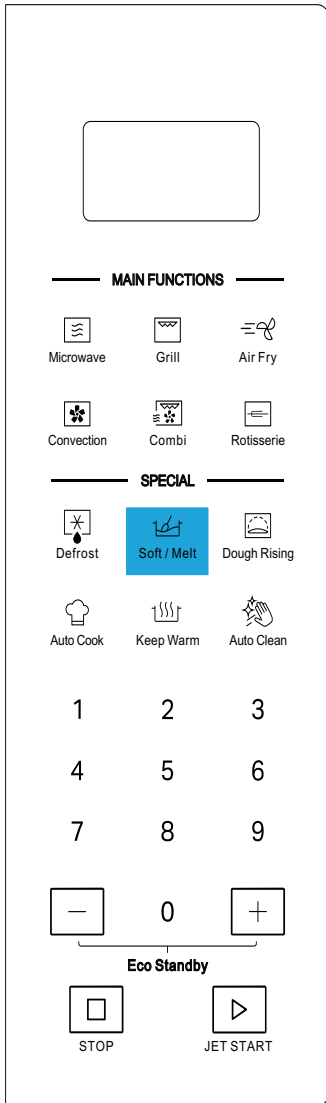 MAIN FUNCTIONS
Microwave Grill Air Fry
Convection Combi Rotisserie
SPECIAL
Defrost Soft / Melt Dough Rising
Auto Cook Keep Warm Auto Clean
1 2 3
4 5 6
7 8 9
− 0 +
Eco Standby
STOP JET START